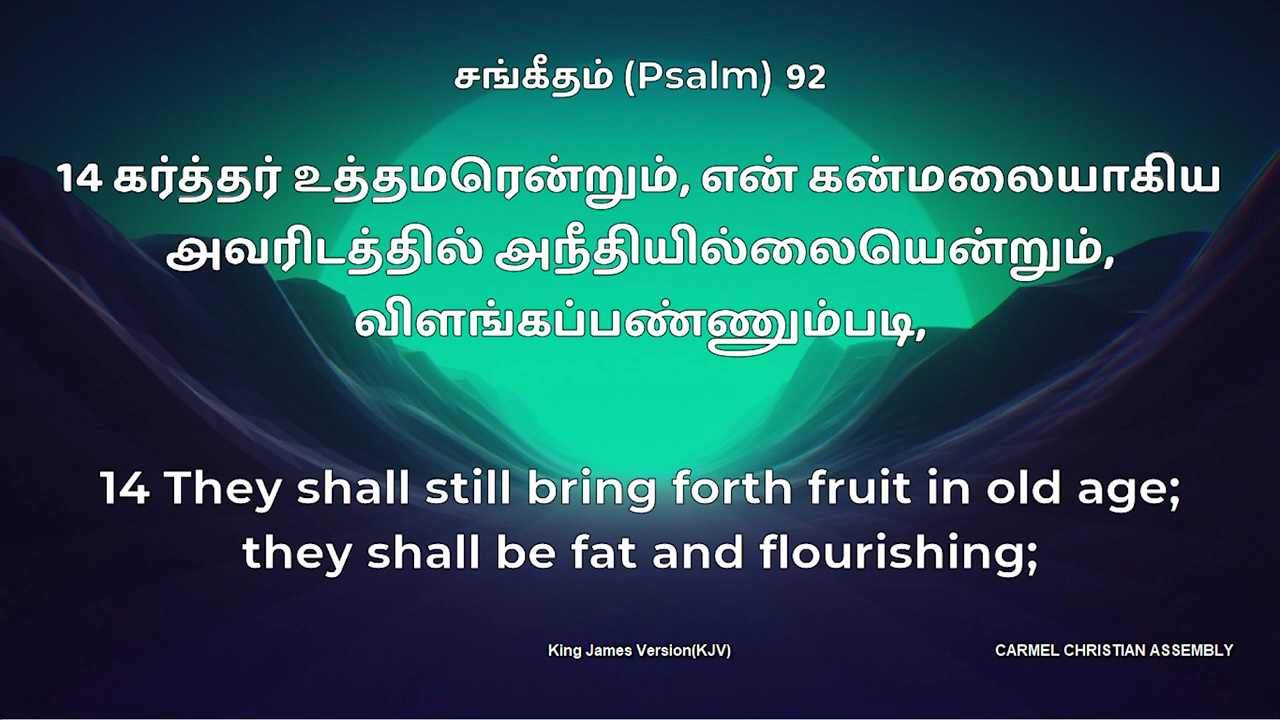 சங்கீதம் (Psalm) 92
14 கர்த்தர் உத்தமரென்றும், என் கன்மலையாகிய
அவரிடத்தில் அநீதியில்லையென்றும்,
விளங்கப்பண்ணும்படி,
14 They shall still bring forth fruit in old age;
they shall be fat and flourishing;
King James Version(KJV)
CARMEL CHRISTIAN ASSEMBLY